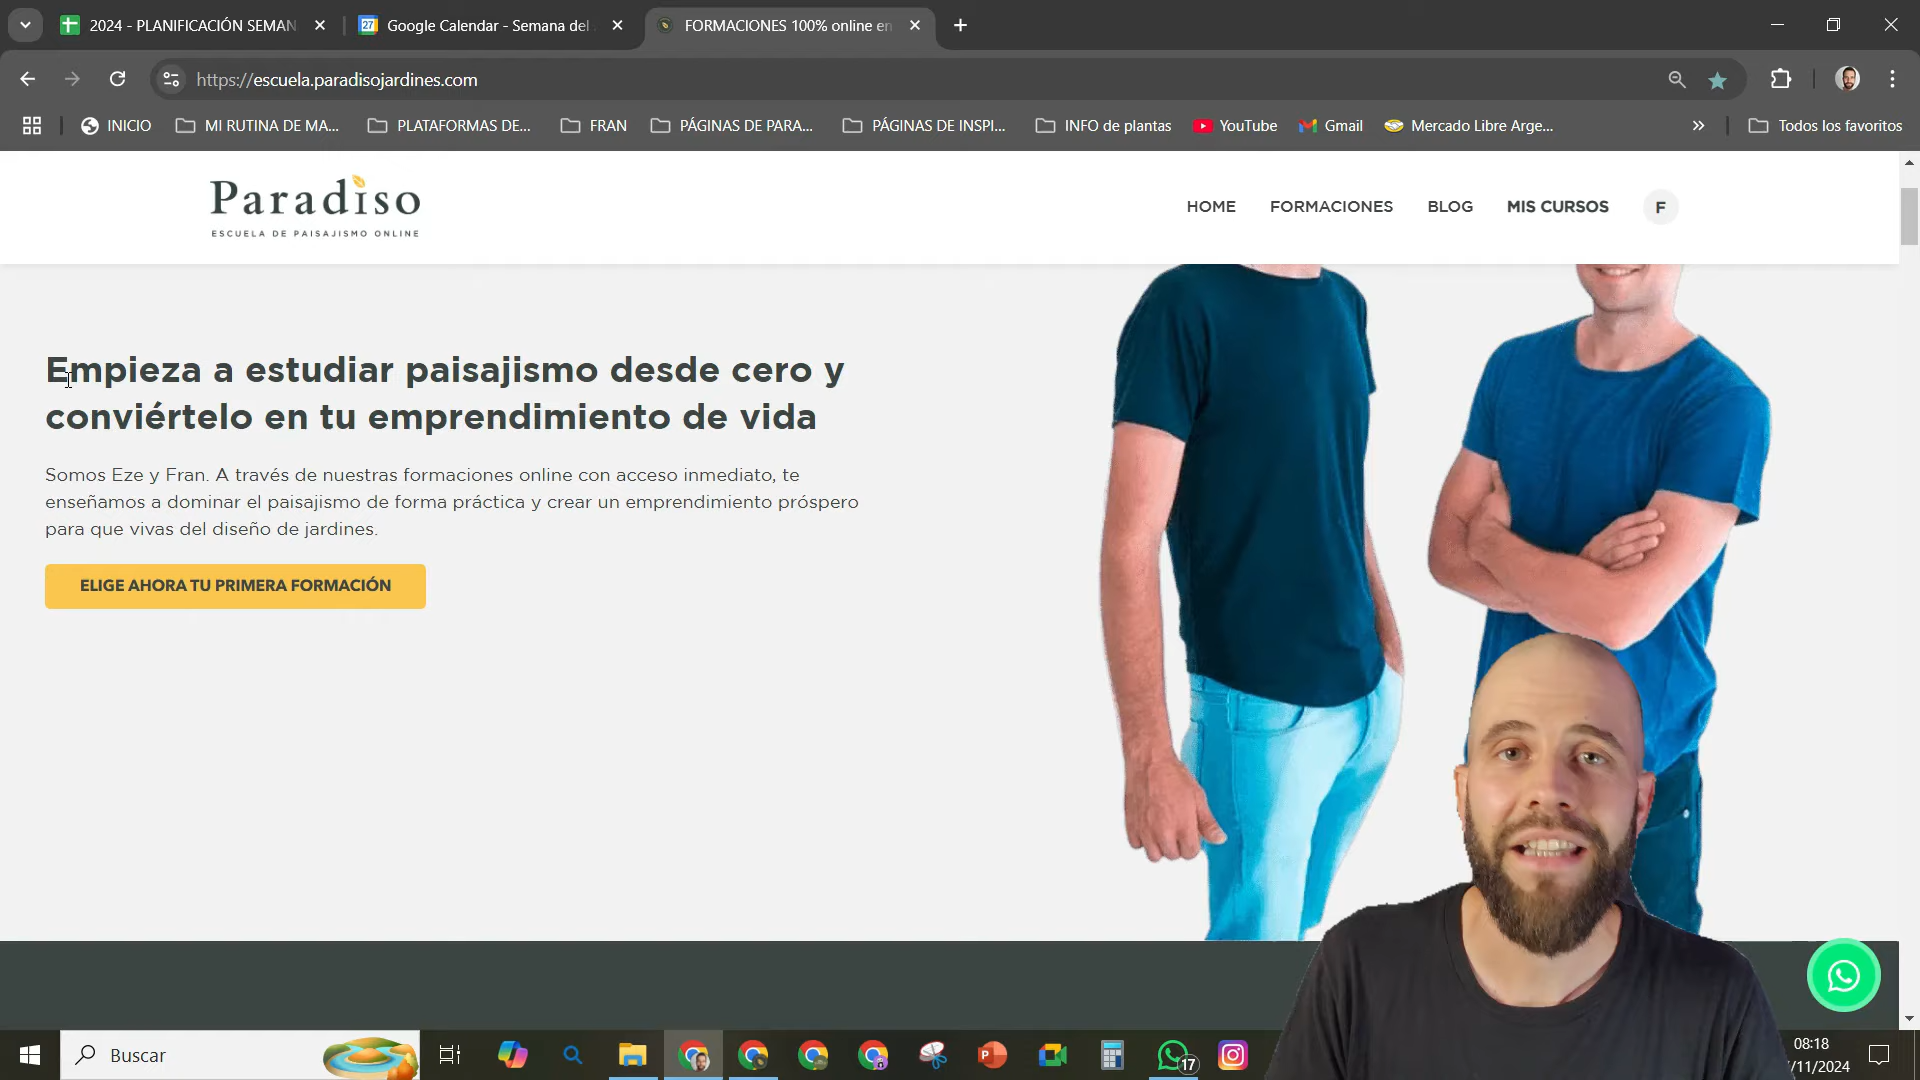 2024 - PLANIFICACIÓN SEMAN
Google Calendar - Semana del
FORMACIONES 100% online en
https://escuela.paradisojardines.com
INICIO
MI RUTINA DE MA...
PLATAFORMAS DE...
FRAN
PÁGINAS DE PARA...
PÁGINAS DE INSPI...
INFO de plantas
YouTube
Gmail
Mercado Libre Arge...
Todos los favoritos
Paradiso
ESCUELA DE PAISAJISMO ONLINE
HOME
FORMACIONES
BLOG
MIS CURSOS
F
Empieza a estudiar paisajismo desde cero y
conviértelo en tu emprendimiento de vida
Somos Eze y Fran. A través de nuestras formaciones online con acceso inmediato, te
enseñamos a dominar el paisajismo de forma práctica y crear un emprendimiento próspero
para que vivas del diseño de jardines.
ELIGE AHORA TU PRIMERA FORMACIÓN
Buscar
17
08:18
/11/2024